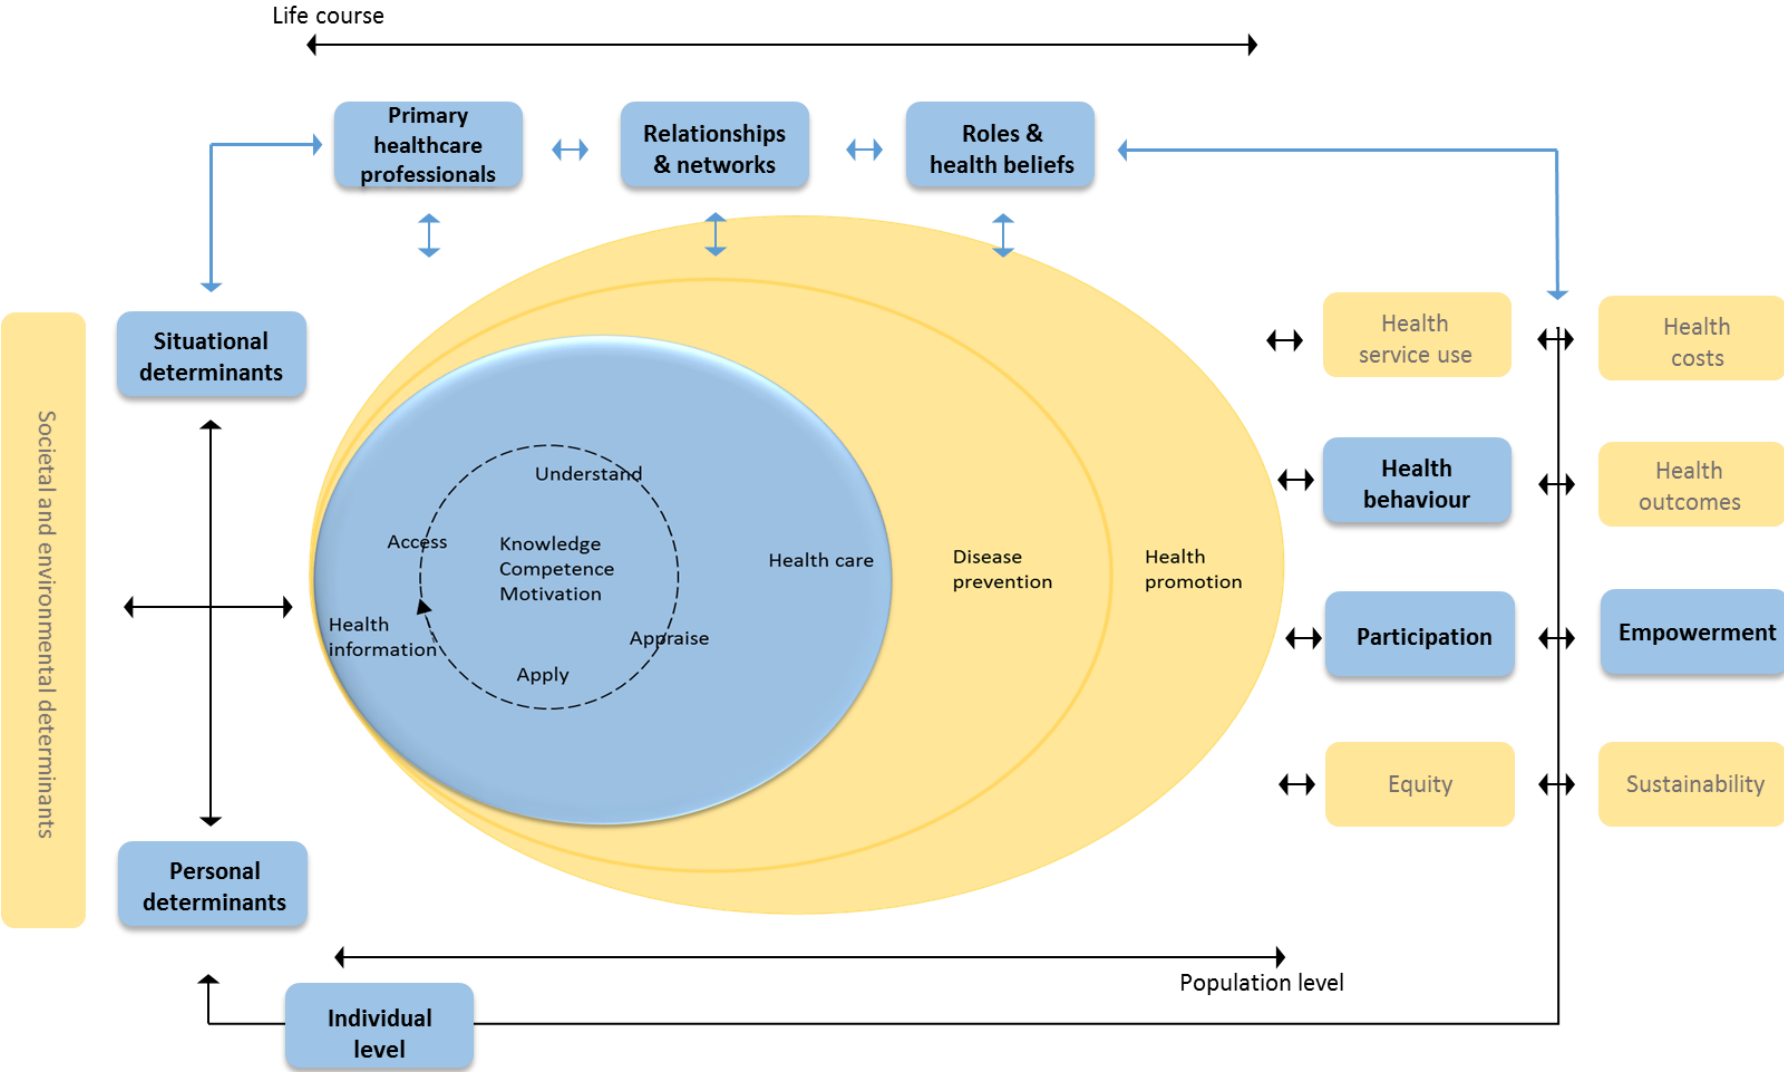 Life course
Primary
healthcare
professionals
Relationships
& networks
Roles &
health beliefs
Situational
determinants
Societal and environmental determinants
Personal
determinants
Understand
Access
Knowledge
Competence
Motivation
Health
information
Appraise
Apply
Health care
Disease
prevention
Health
promotion
Health
service use
Health
costs
Health
behaviour
Health
outcomes
Participation
Empowerment
Equity
Sustainability
Population level
Individual
level